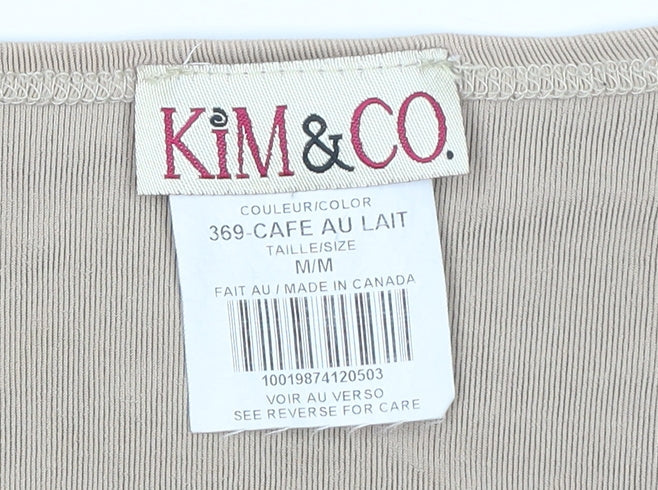 KiM & CO.
COULEUR/COLOR
369-CAFE AU LAIT
TAILLE/SIZE
M/M
FAIT AU / MADE IN CANADA
10019874120503
VOIR AU VERSO
SEE REVERSE FOR CARE